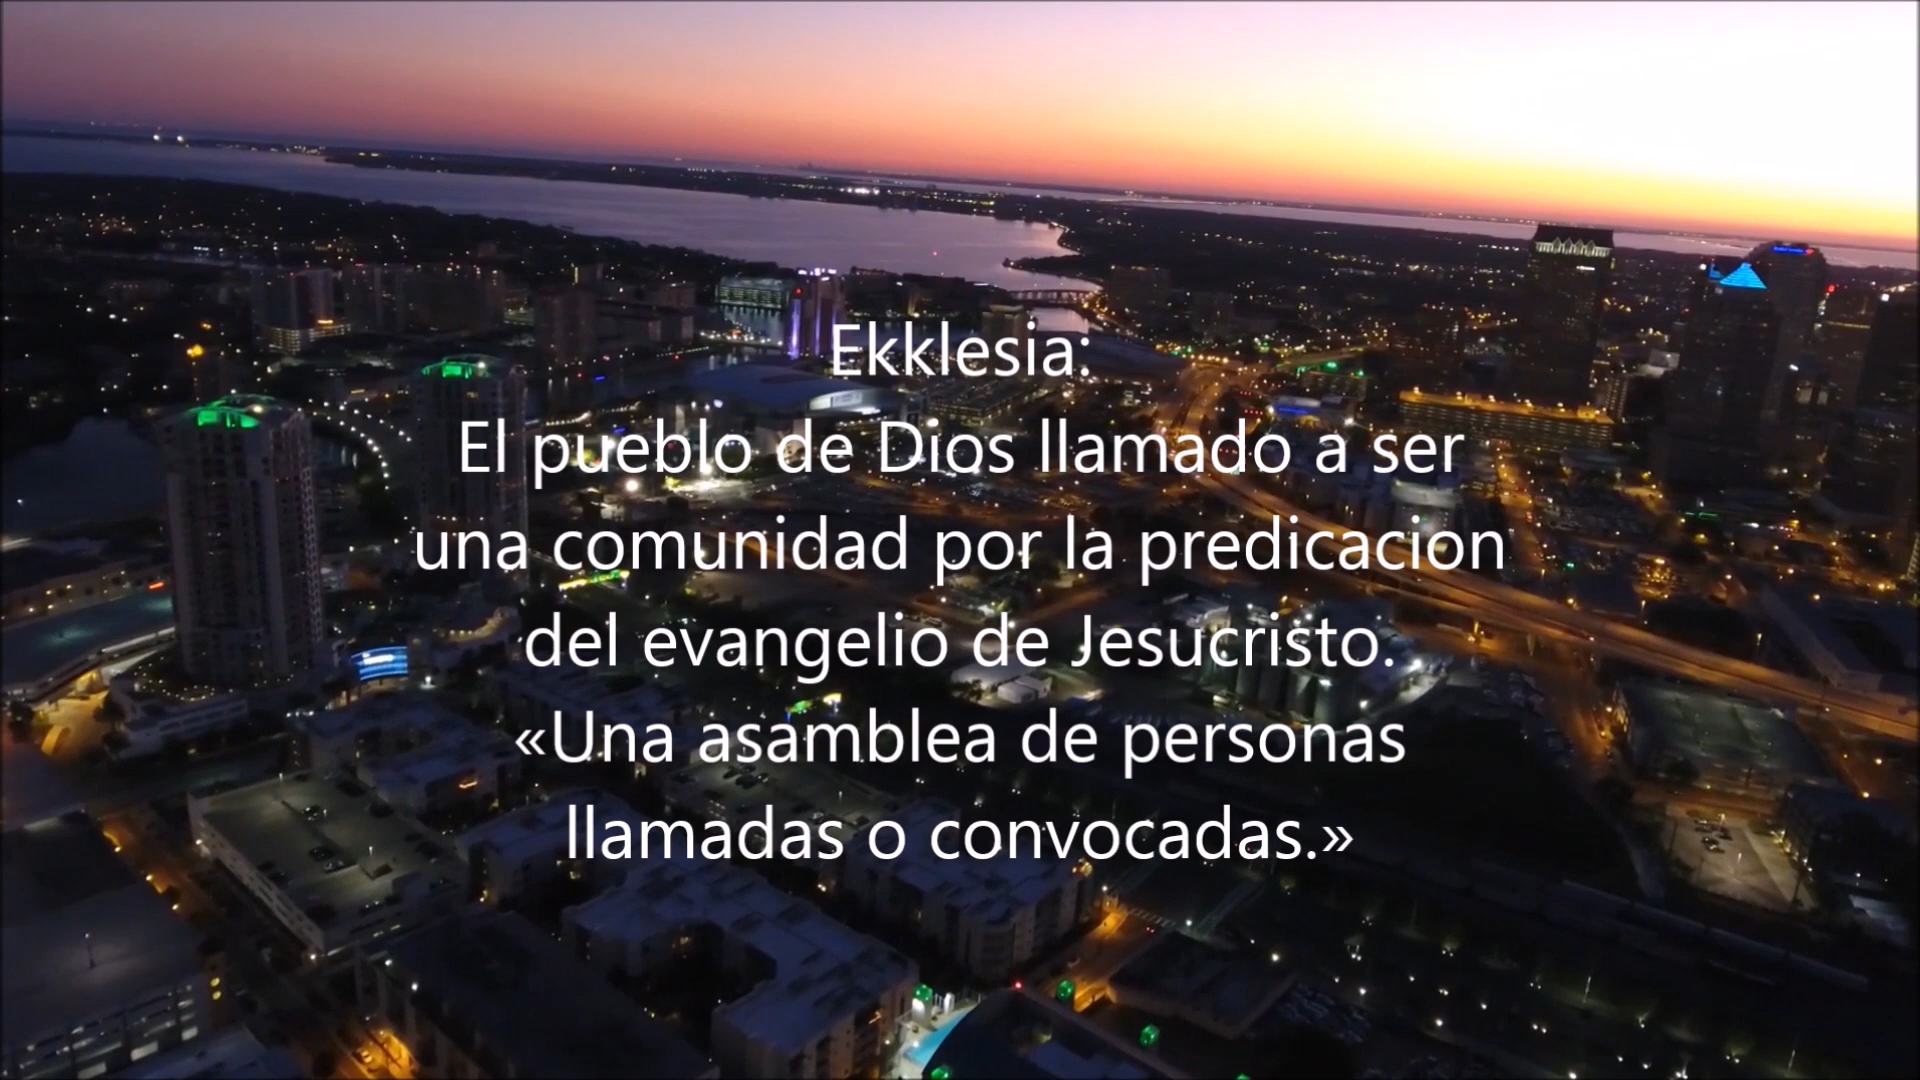 Ekklesia:
El pueblo de Dios llamado a ser
una comunidad por la predicacion
del evangelio de Jesucristo.
«Una asamblea de personas
llamadas o convocadas.»